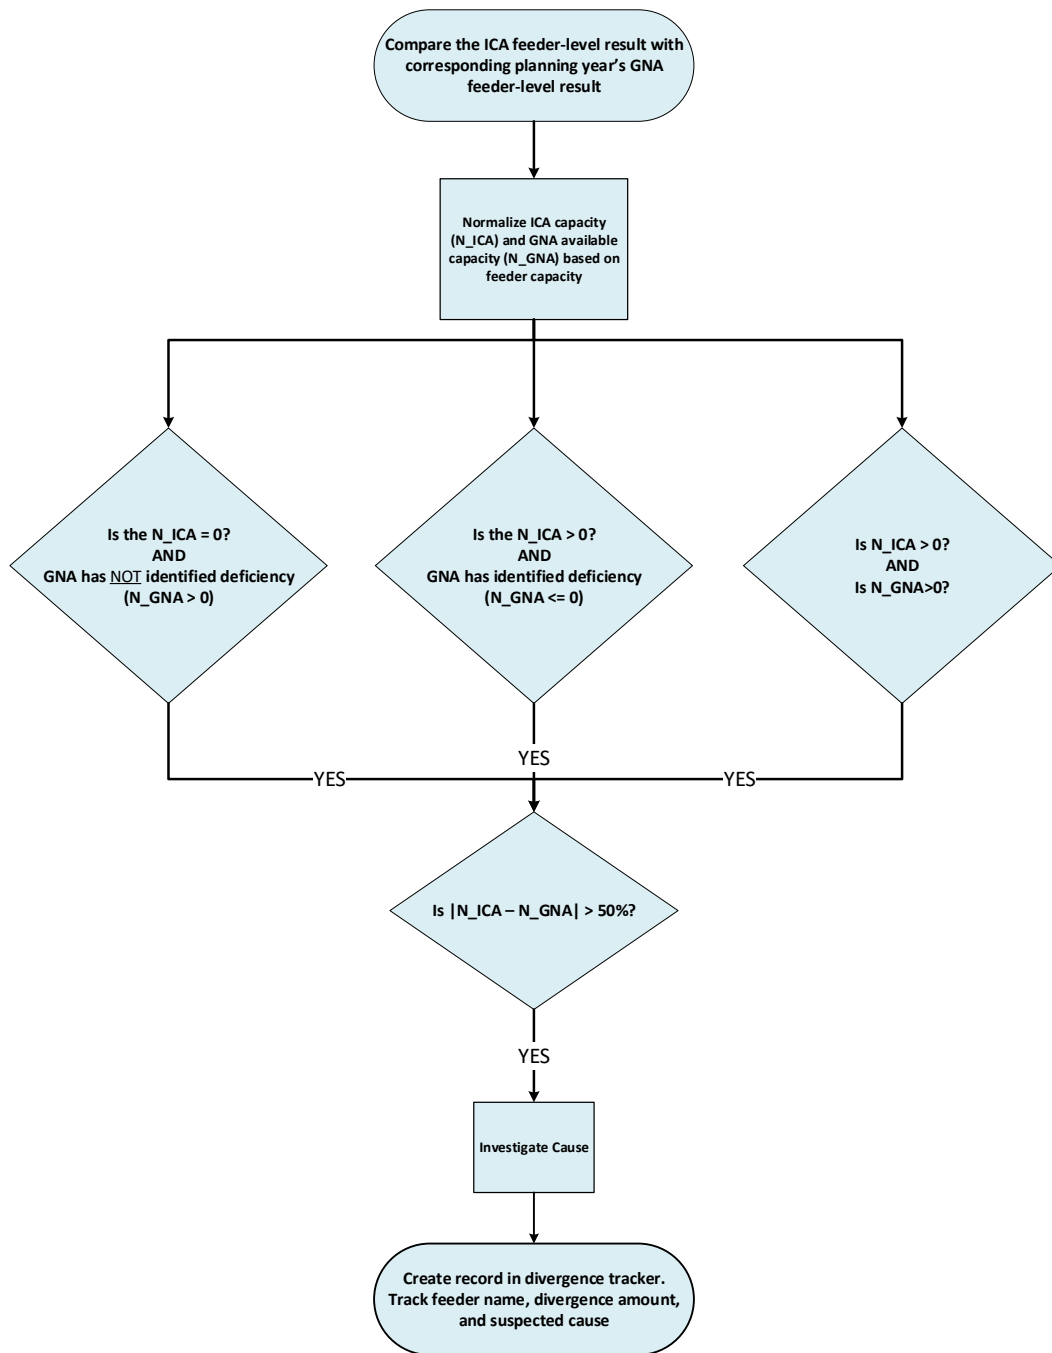 Compare the ICA feeder-level result with
corresponding planning year's GNA
feeder-level result
Normalize ICA capacity
(N_ICA) and GNA available
capacity (N_GNA) based on
feeder capacity
Is the N_ICA = 0?
AND
GNA has NOT identified deficiency
(N_GNA > 0)
Is the N_ICA > 0?
AND
GNA has identified deficiency
(N_GNA <= 0)
Is N_ICA > 0?
AND
Is N_GNA>0?
YES
YES
YES
Is |N_ICA – N_GNA| > 50%?
YES
Investigate Cause
Create record in divergence tracker.
Track feeder name, divergence amount,
and suspected cause